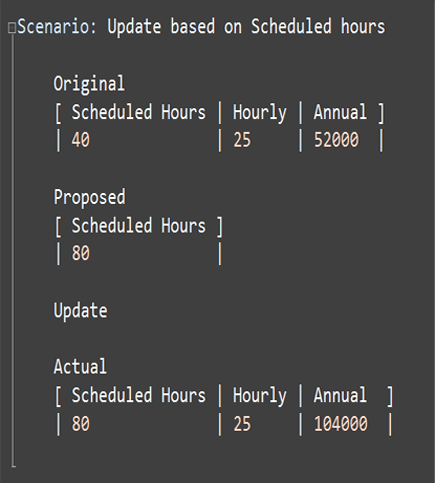 Scenario: Update based on Scheduled hours
Original
[ Scheduled Hours | Hourly | Annual ]
| 40 | 25 | 52000 |
Proposed
[ Scheduled Hours ]
| 80 |
Update
Actual
[ Scheduled Hours | Hourly | Annual ]
| 80 | 25 | 104000 |